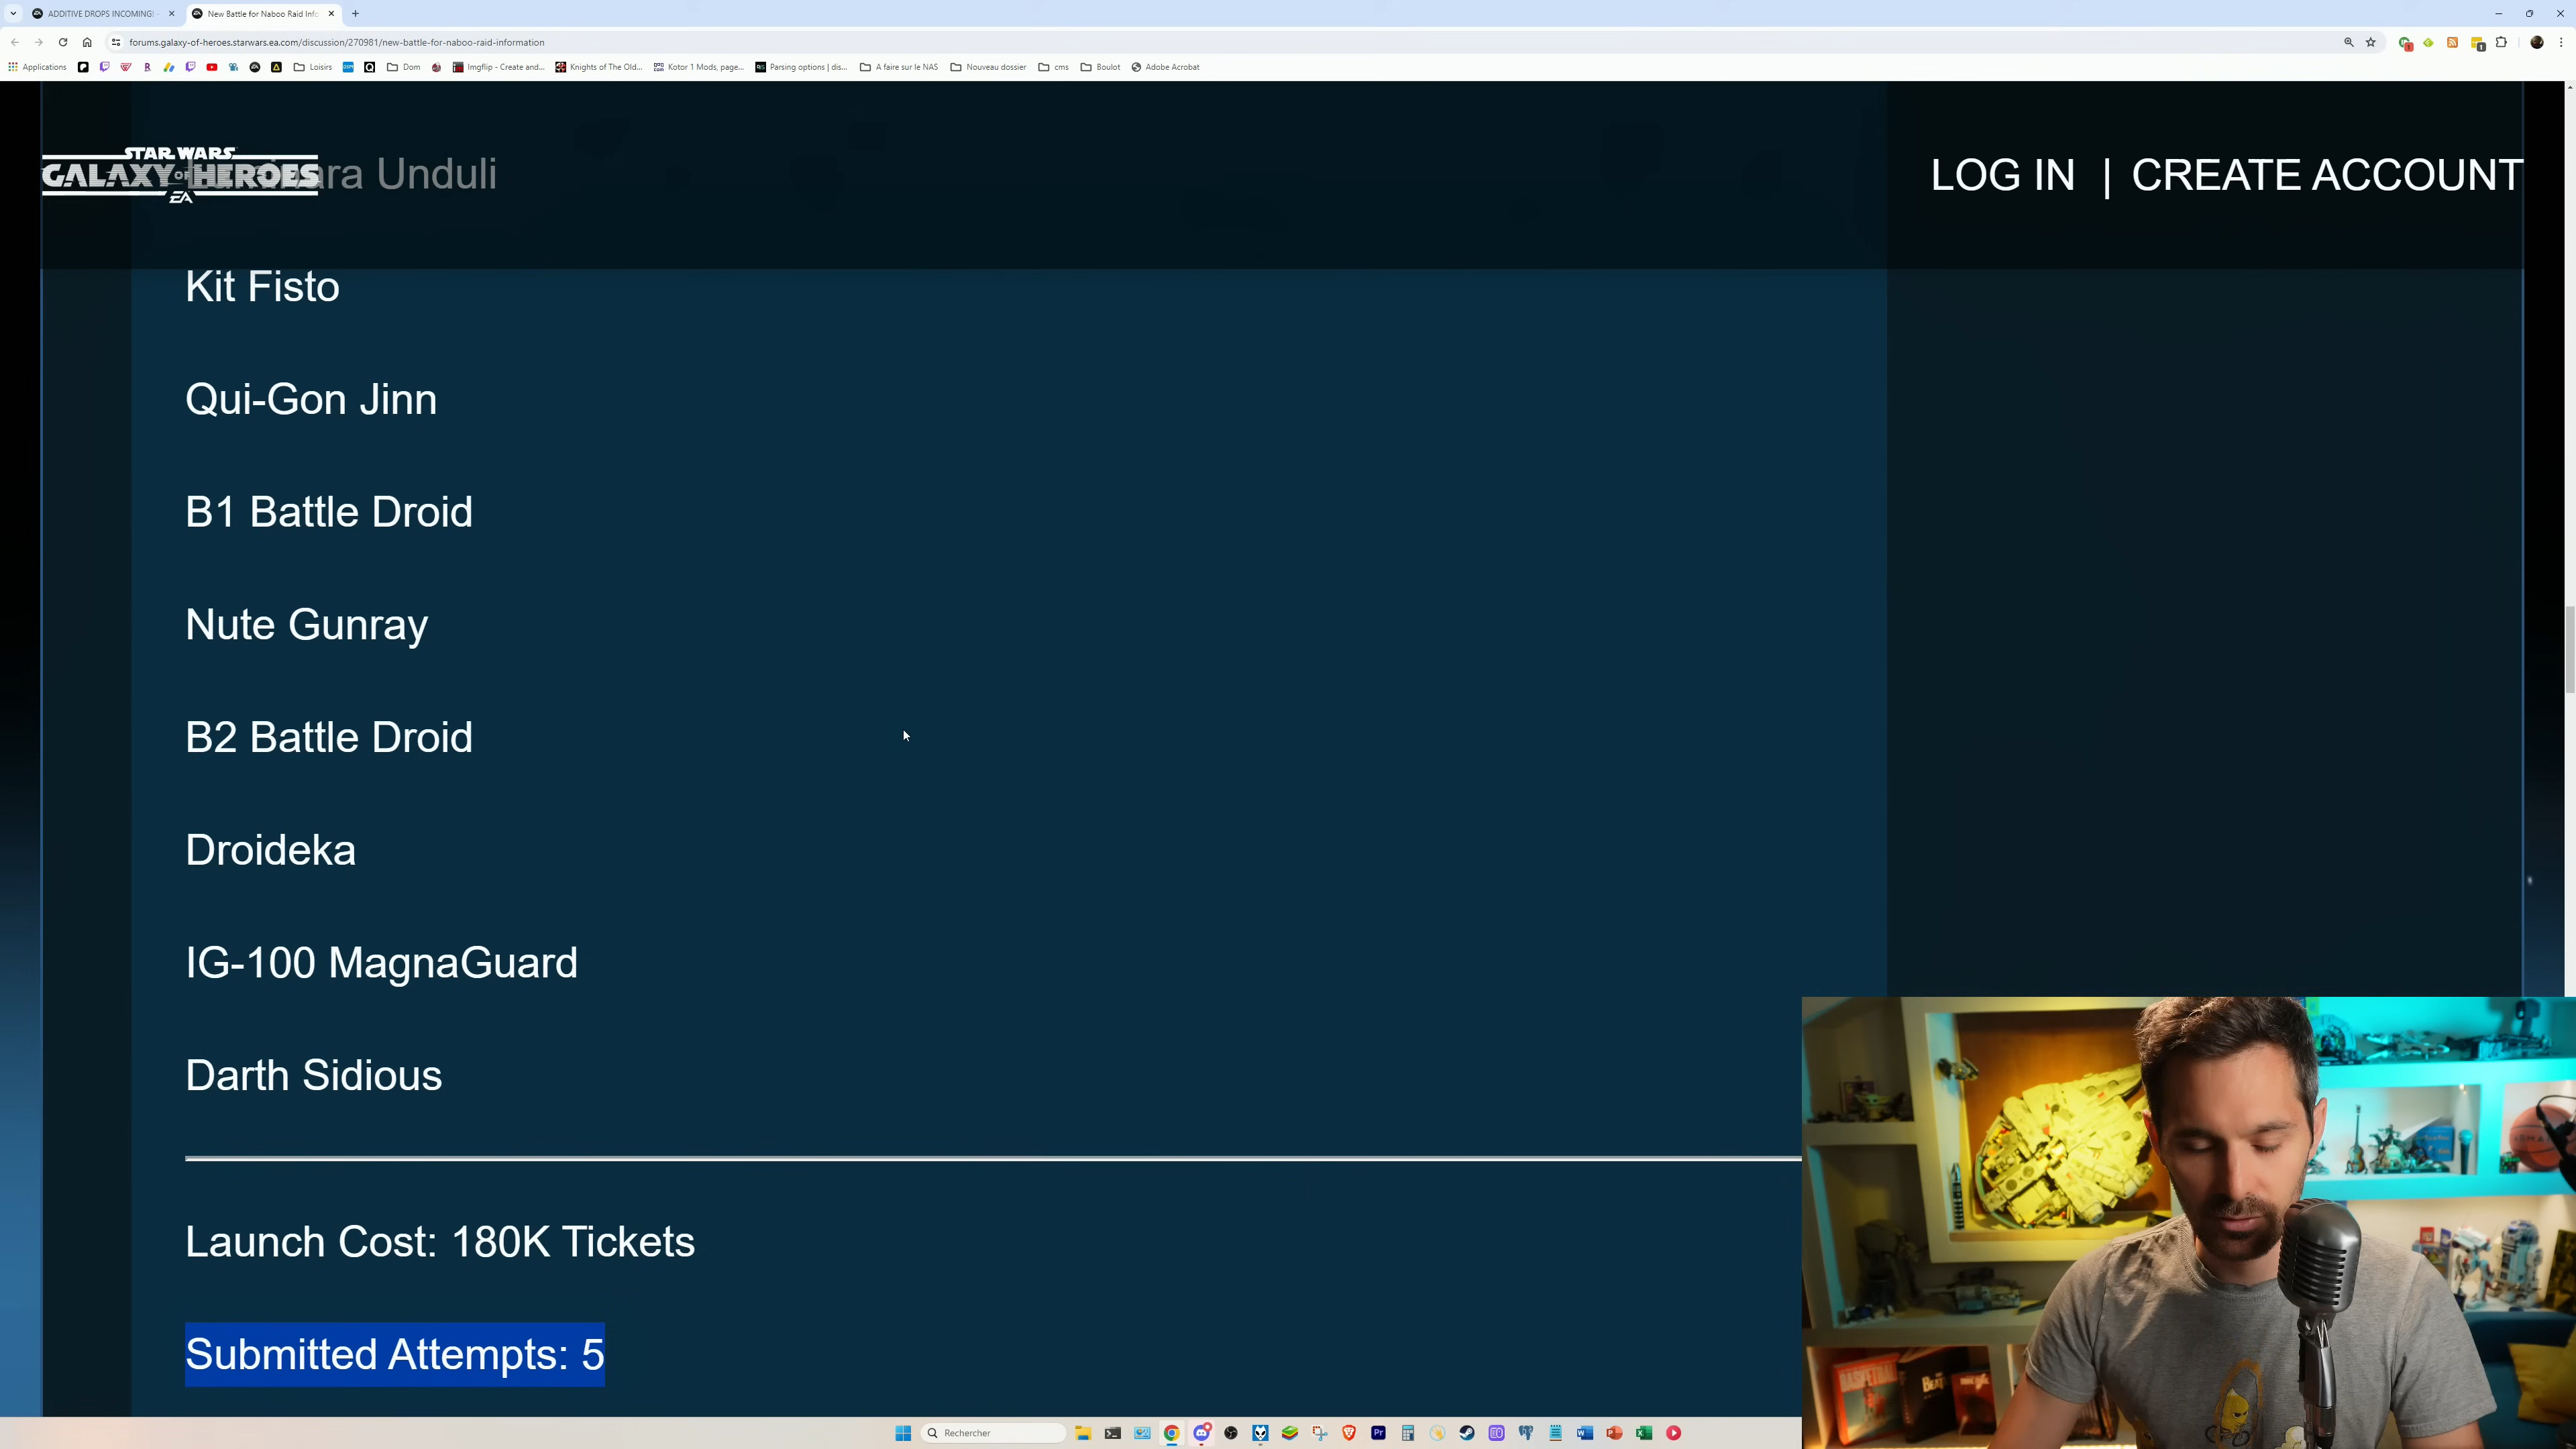 ADDITIVE DROPS INCOMING! -
New Battle for Naboo Raid Info
forums.galaxy-of-heroes.starwars.ea.com/discussion/270981/new-battle-for-naboo-raid-information
Applications
Loisirs
Dom
Imgflip - Create and...
Knights of The Old...
Kotor 1 Mods, page...
Parsing options | dis...
A faire sur le NAS
Nouveau dossier
cms
Boulot
Adobe Acrobat
STAR WARS
GALAXY OF HEROES
EA
Unduli
LOG IN | CREATE ACCOUNT
Kit Fisto
Qui-Gon Jinn
B1 Battle Droid
Nute Gunray
B2 Battle Droid
Droideka
IG-100 MagnaGuard
Darth Sidious
Launch Cost: 180K Tickets
Submitted Attempts: 5
BASKETBALL
Rechercher